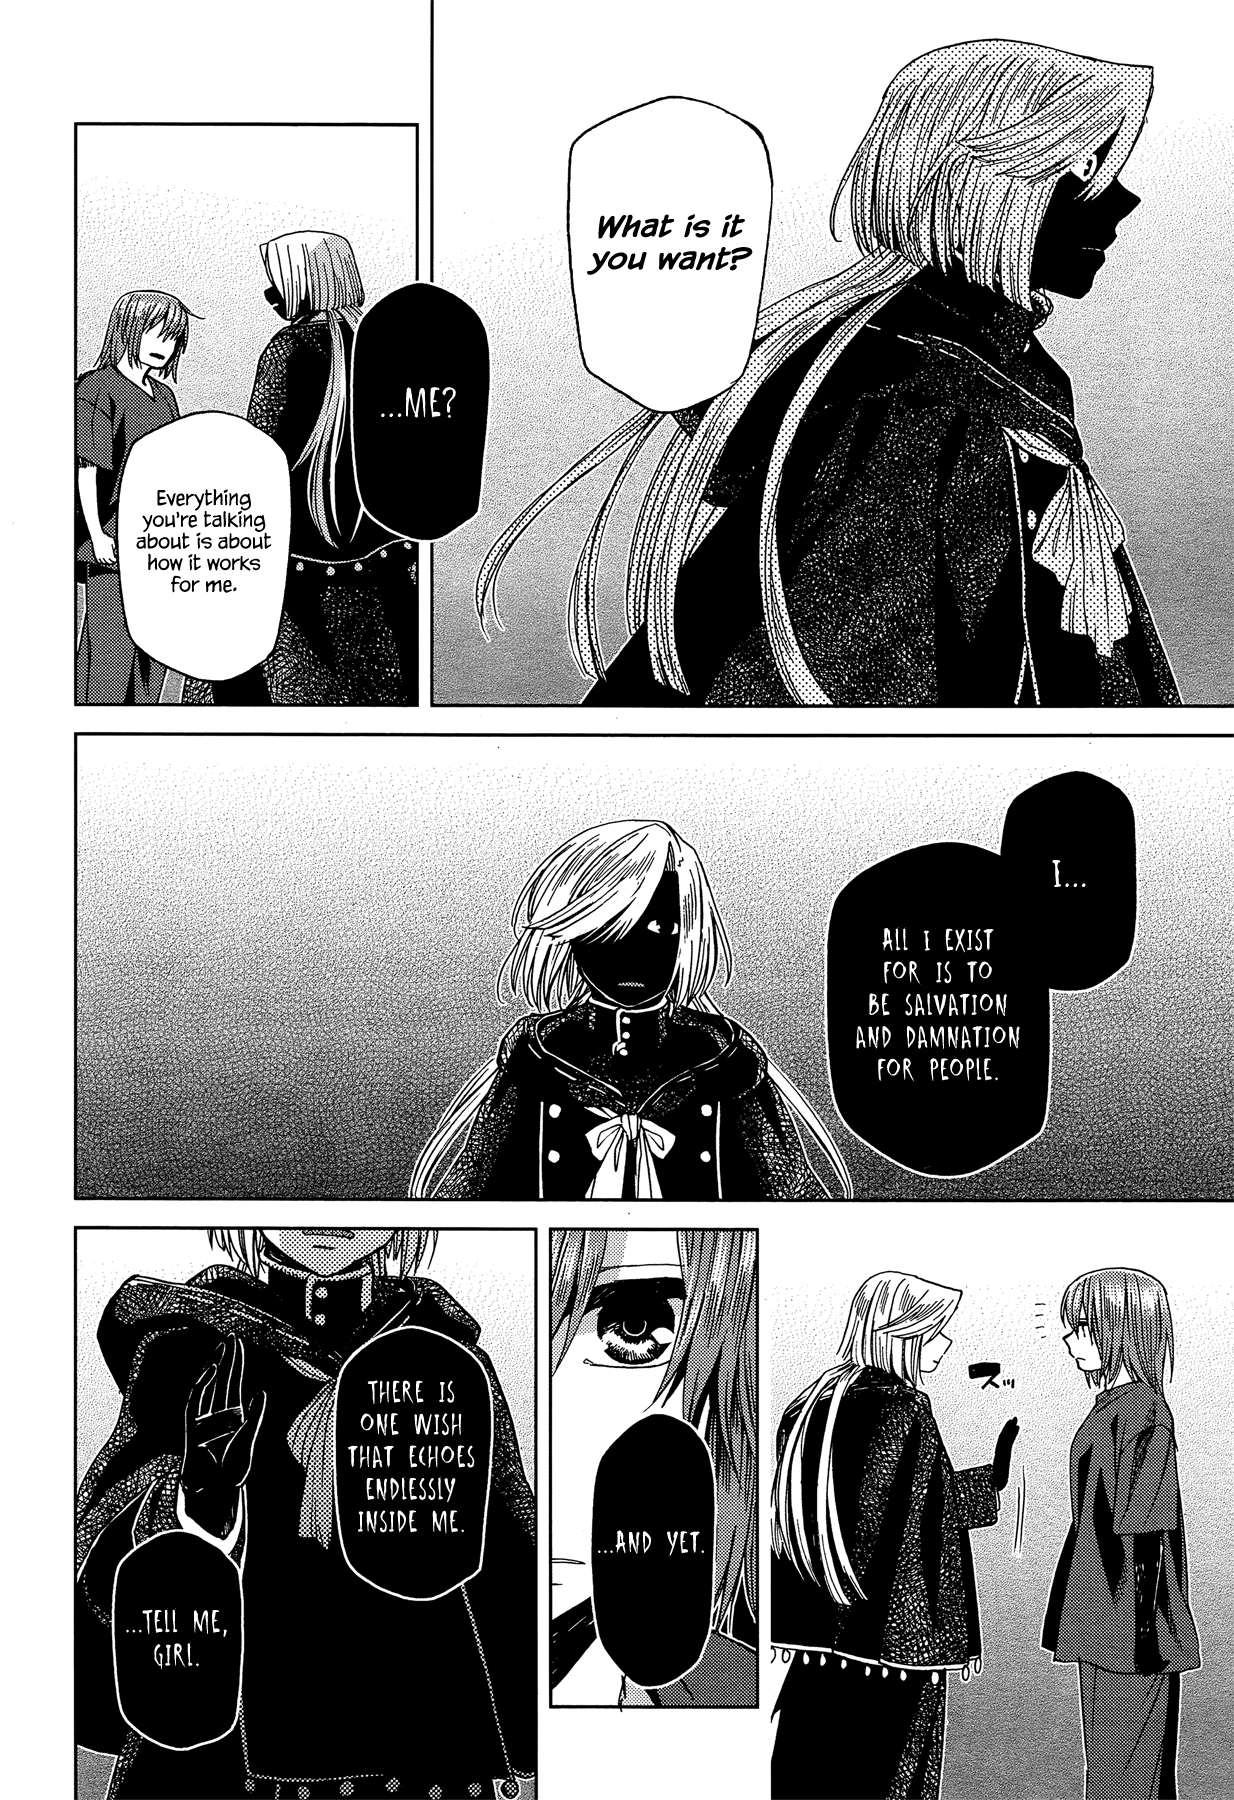 What is it
you want?
...ME?
Everything
you're talking
about is about
how it works
for me.
I...
ALL I EXIST
FOR IS TO
BE SALVATION
AND DAMNATION
FOR PEOPLE.
スッ
...AND YET.
THERE IS
ONE WISH
THAT ECHOES
ENDLESSLY
INSIDE ME.
...TELL ME,
GIRL.